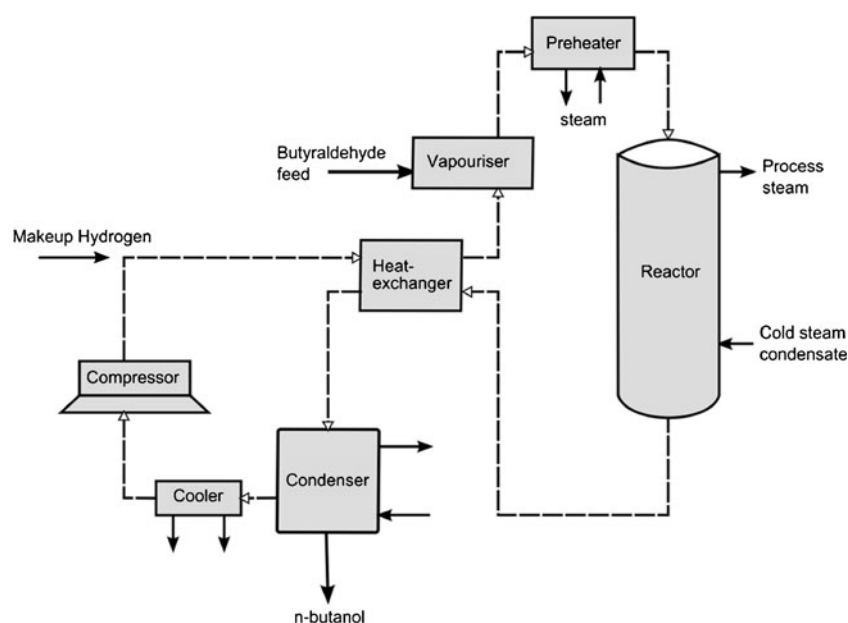 Preheater
steam
Butyraldehyde
feed
Vapouriser
Process
steam
Makeup Hydrogen
Heat-
exchanger
Reactor
Cold steam
condensate
Compressor
Condenser
Cooler
n-butanol